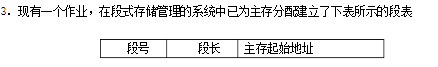 3．现有一个作业，在段式存储管理的系统中已为主存分配建立了下表所示的段表
段号 段长 主存起始地址